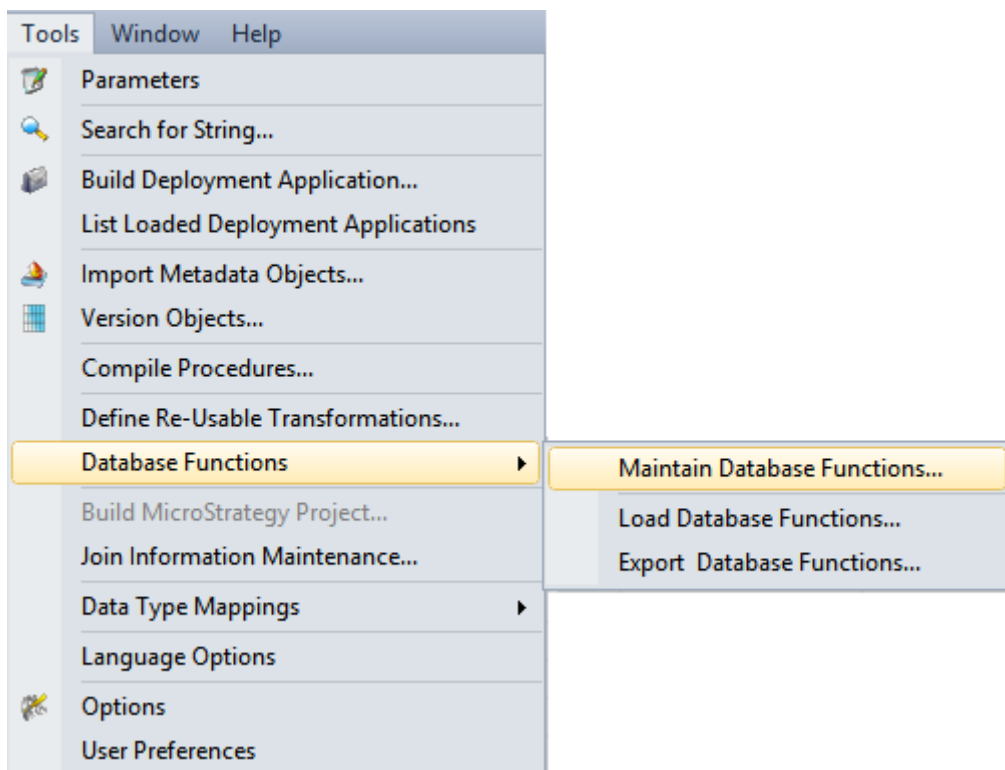 Tools Window Help
Parameters
Search for String...
Build Deployment Application...
List Loaded Deployment Applications
Import Metadata Objects...
Version Objects...
Compile Procedures...
Define Re-Usable Transformations...
Database Functions
Maintain Database Functions...
Load Database Functions...
Export  Database Functions...
Build MicroStrategy Project...
Join Information Maintenance...
Data Type Mappings
Language Options
Options
User Preferences